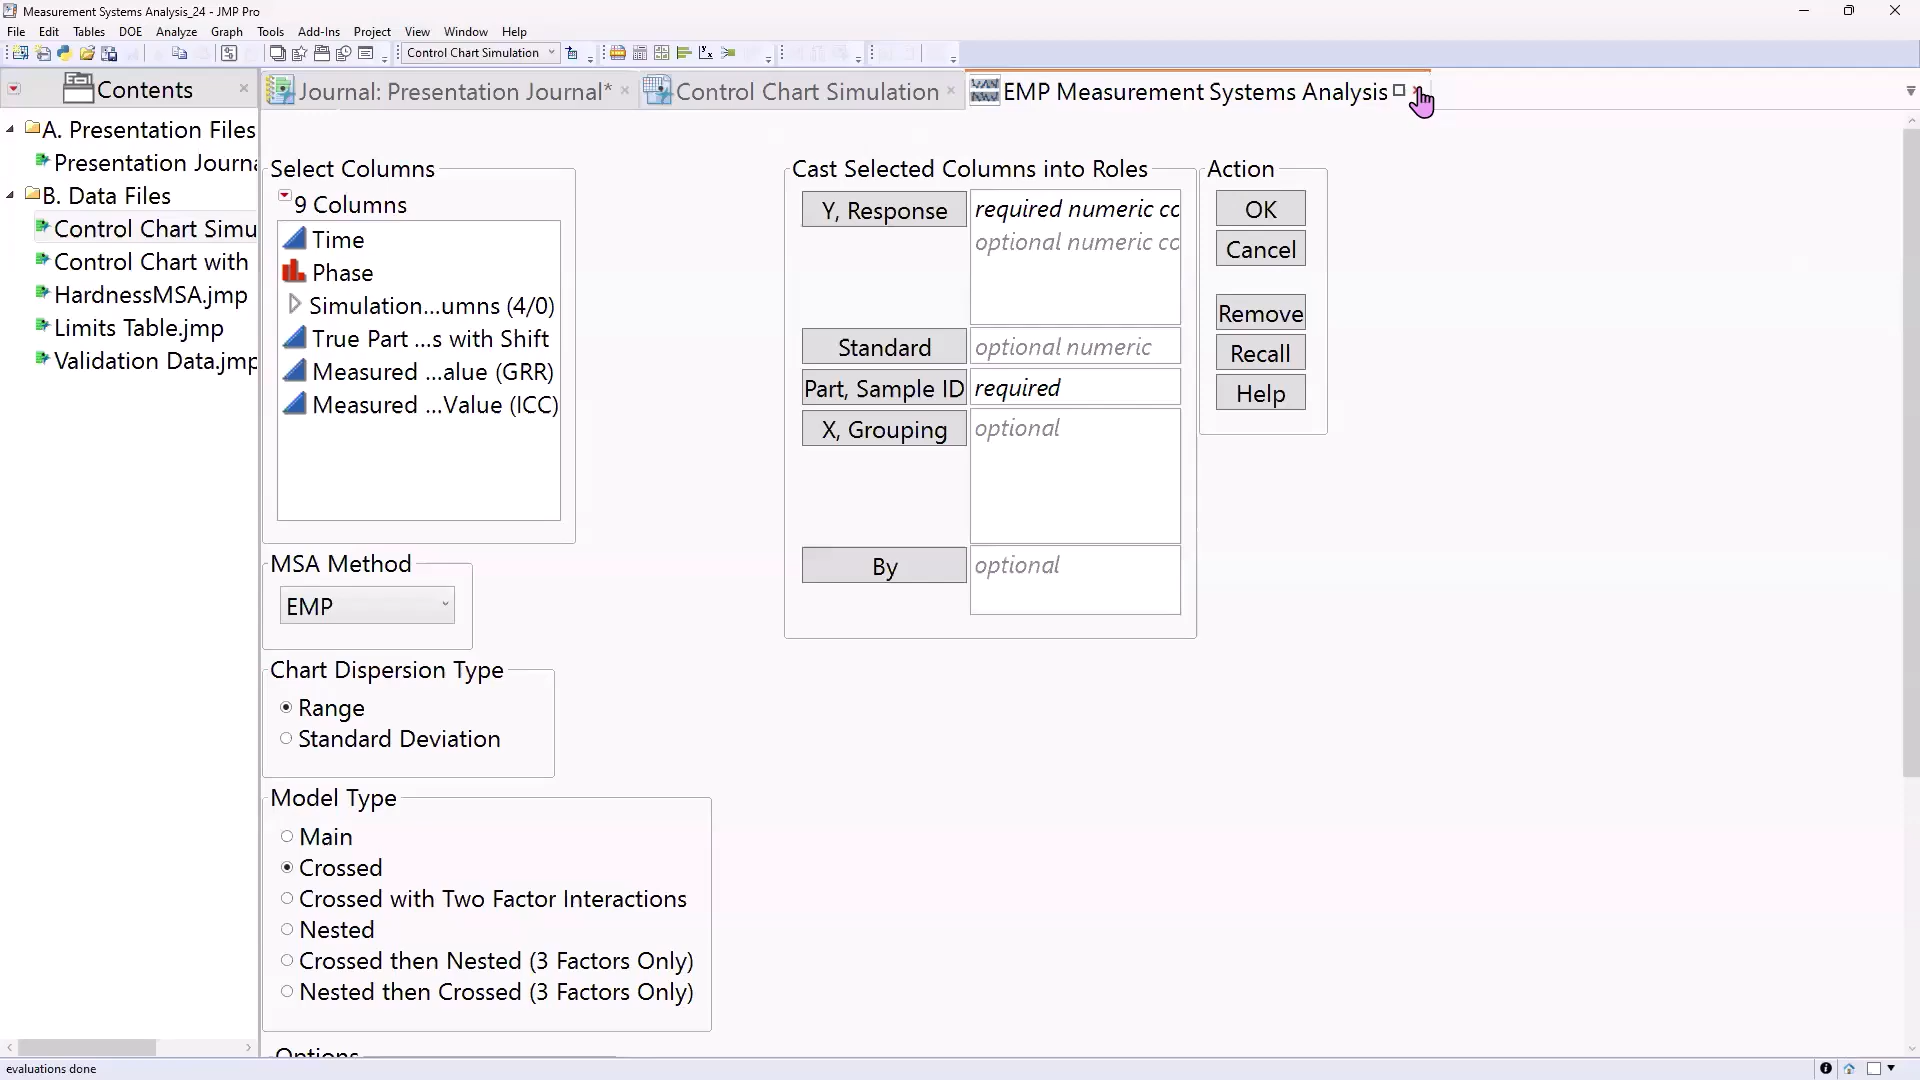 Measurement Systems Analysis_24 - JMP Pro
File Edit Tables DOE Analyze Graph Tools Add-Ins Project View Window Help
Control Chart Simulation
Contents
Journal: Presentation Journal*
Control Chart Simulation
EMP Measurement Systems Analysis
A. Presentation Files
Presentation Journa
B. Data Files
Control Chart Simu
Control Chart with
HardnessMSA.jmp
Limits Table.jmp
Validation Data.jmp
Select Columns
9 Columns
Time
Phase
Simulation...umns (4/0)
True Part ...s with Shift
Measured ...alue (GRR)
Measured ...Value (ICC)
MSA Method
EMP
Chart Dispersion Type
Range
Standard Deviation
Model Type
Main
Crossed
Crossed with Two Factor Interactions
Nested
Crossed then Nested (3 Factors Only)
Nested then Crossed (3 Factors Only)
Options
Cast Selected Columns into Roles
Y, Response
required numeric co
optional numeric co
Standard
optional numeric
Part, Sample ID
required
X, Grouping
optional
By
optional
Action
OK
Cancel
Remove
Recall
Help
evaluations done